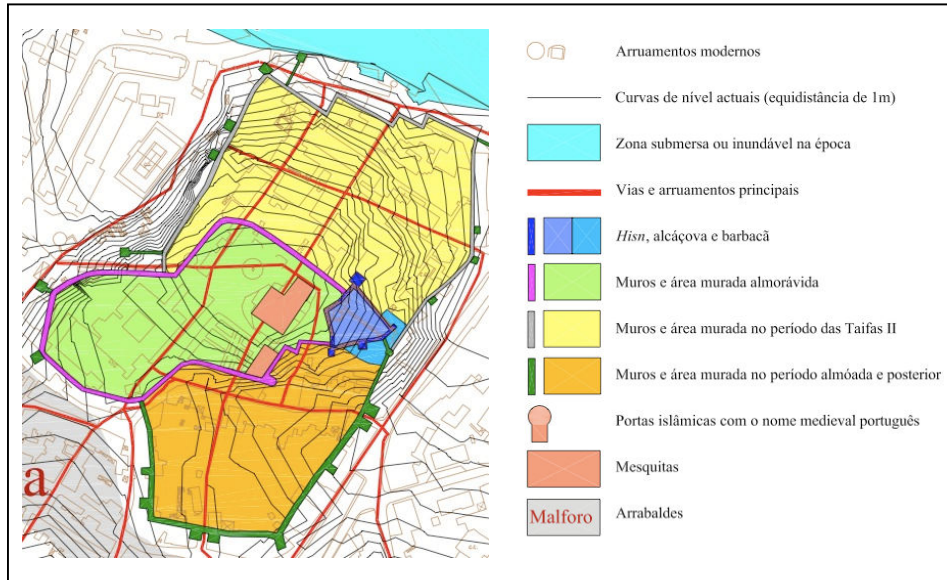 a
Arruamentos modernos
Curvas de nível actuais (equidistância de 1m)
Zona submersa ou inundável na época
Vias e arruamentos principais
Hisn, alcáçova e barbacã
Muros e área murada almorávida
Muros e área murada no período das Taifas II
Muros e área murada no período almóada e posterior
Portas islâmicas com o nome medieval português
Mesquitas
Malforo Arrabaldes